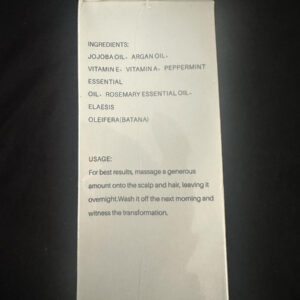 INGREDIENTS:
JOJOBA OIL、ARGAN OIL、
VITAMIN E、VITAMIN A、PEPPERMINT
ESSENTIAL
OIL、ROSEMARY ESSENTIAL OIL、
ELAESIS
OLEIFERA(BATANA)
USAGE:
For best results, massage a generous
amount onto the scalp and hair, leaving it
overnight.Wash it off the next morning and
witness the transformation.